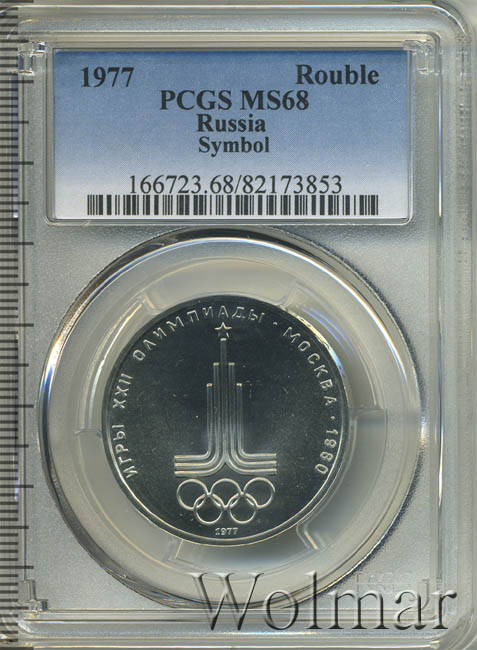 1977 Rouble
PCGS MS68
Russia
Symbol
166723.68/82173853
ИГРЫ XXII ОЛИМПИАДЫ · МОСКВА · 1980
1977
Wolmar